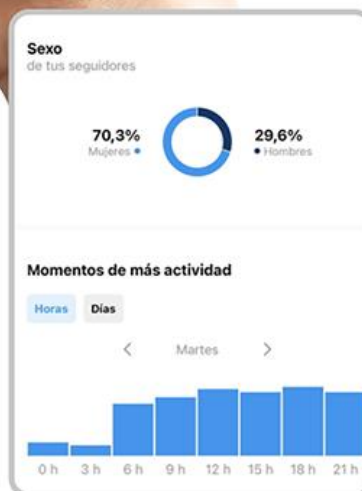 Sexo
de tus seguidores
70,3%
Mujeres
29,6%
Hombres
Momentos de más actividad
Horas Días
< Martes >
0 h 3 h 6 h 9 h 12 h 15 h 18 h 21 h